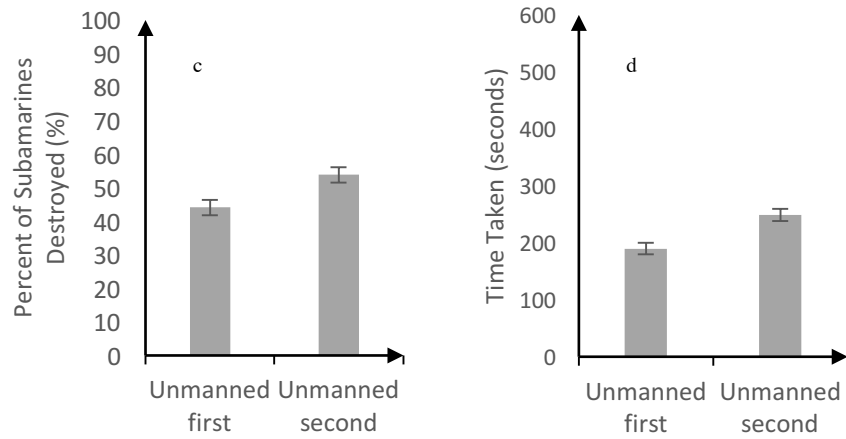 Percent of Subamarines
Destroyed (%)
100
90
80
70
60
50
40
30
20
10
0
c
Unmanned
first
Unmanned
second
Time Taken (seconds)
600
500
400
300
200
100
0
d
Unmanned
first
Unmanned
second